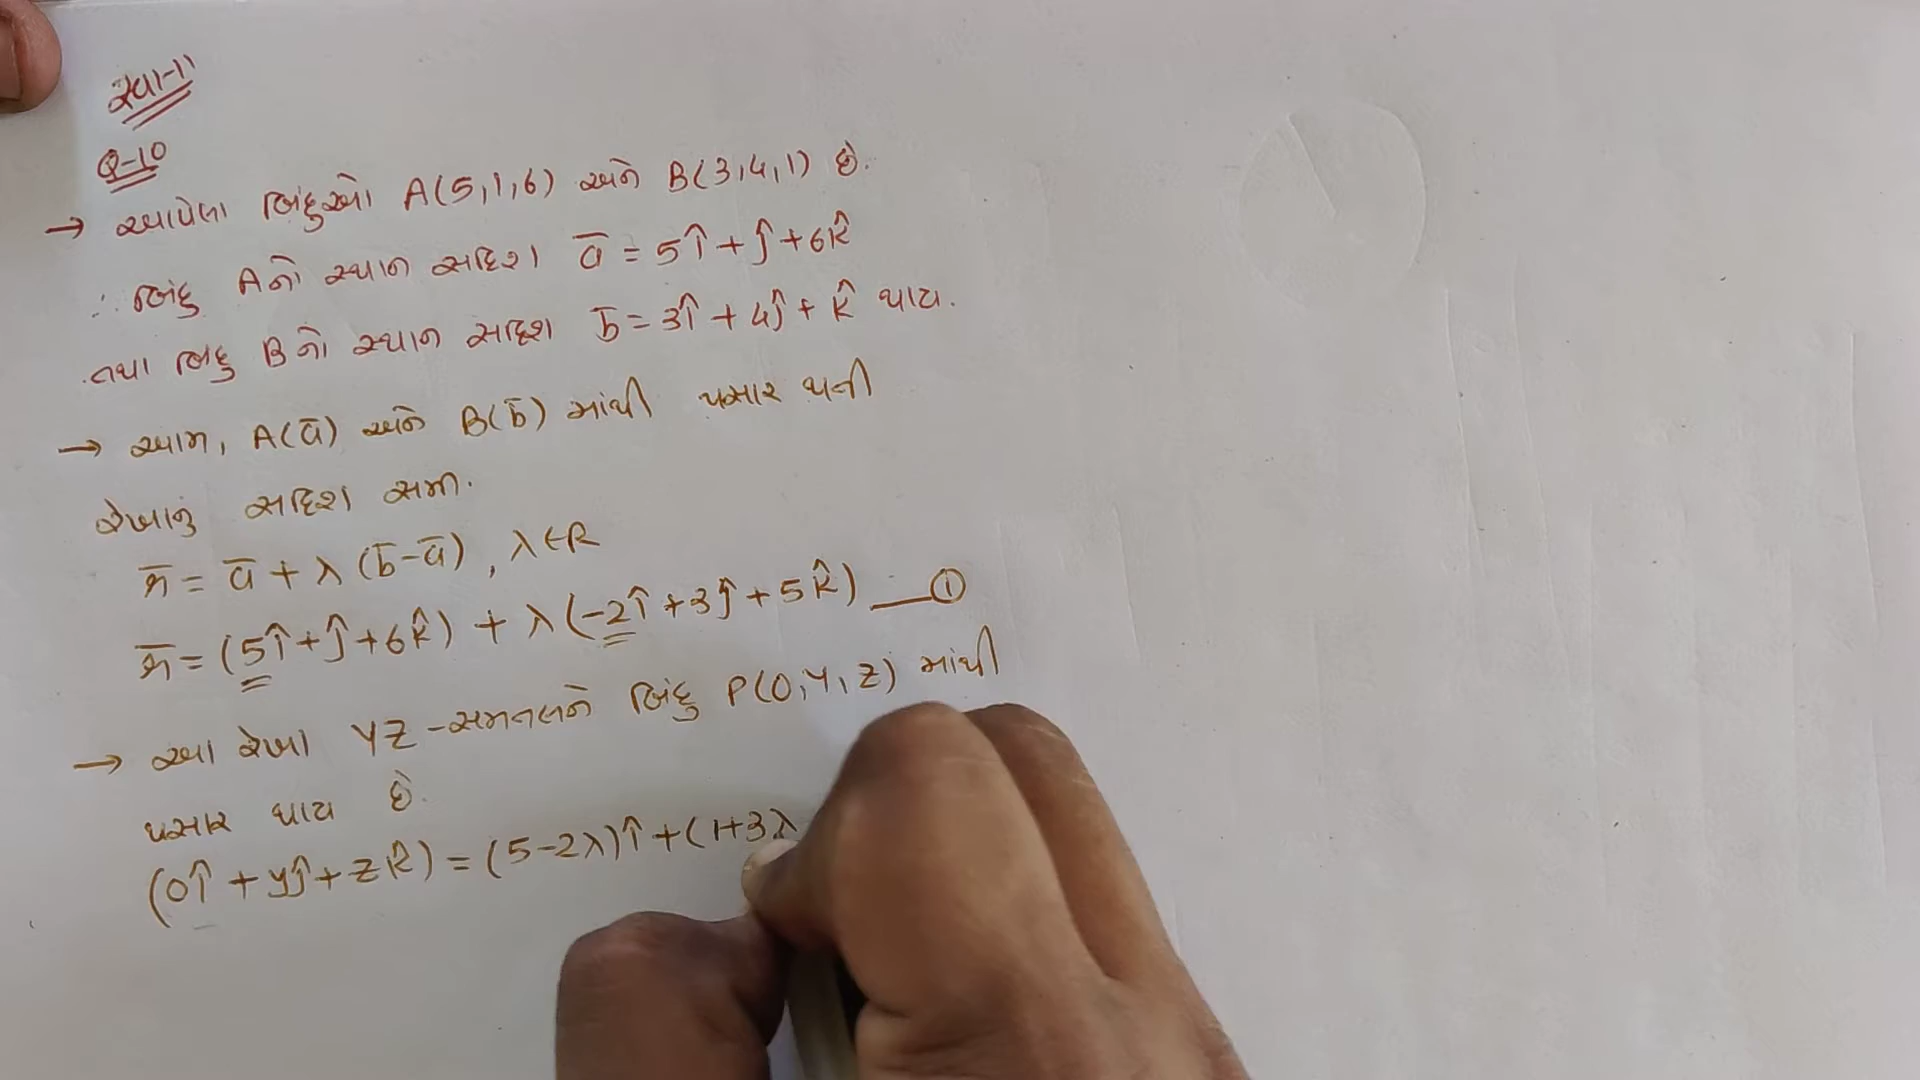 સ્વા-11
Q-10
→ આપેલા બિંદુઓ A(5,1,6) અને B(3,4,1) છે.
∴ બિંદુ Aનો સ્થાન સદિશ a̅ = 5î + ĵ + 6k̂
તથા બિંદુ B નો સ્થાન સદિશ b̅ = 3î + 4ĵ + k̂ થાય.
→ આમ, A(a̅) અને B(b̅) માંથી પસાર થતી
રેખાનું સદિશ સમી.
r̅ = a̅ + λ (b̅-a̅), λ∈R
r̅ = (5î+ĵ+6k̂) + λ(-2î+3ĵ+5k̂) — ①
→ આ રેખા YZ-સમતલને બિંદુ P(0,Y,Z) માંથી
પસાર થાય છે.
(0î + yĵ + zk̂) = (5-2λ)î + (1+3λ